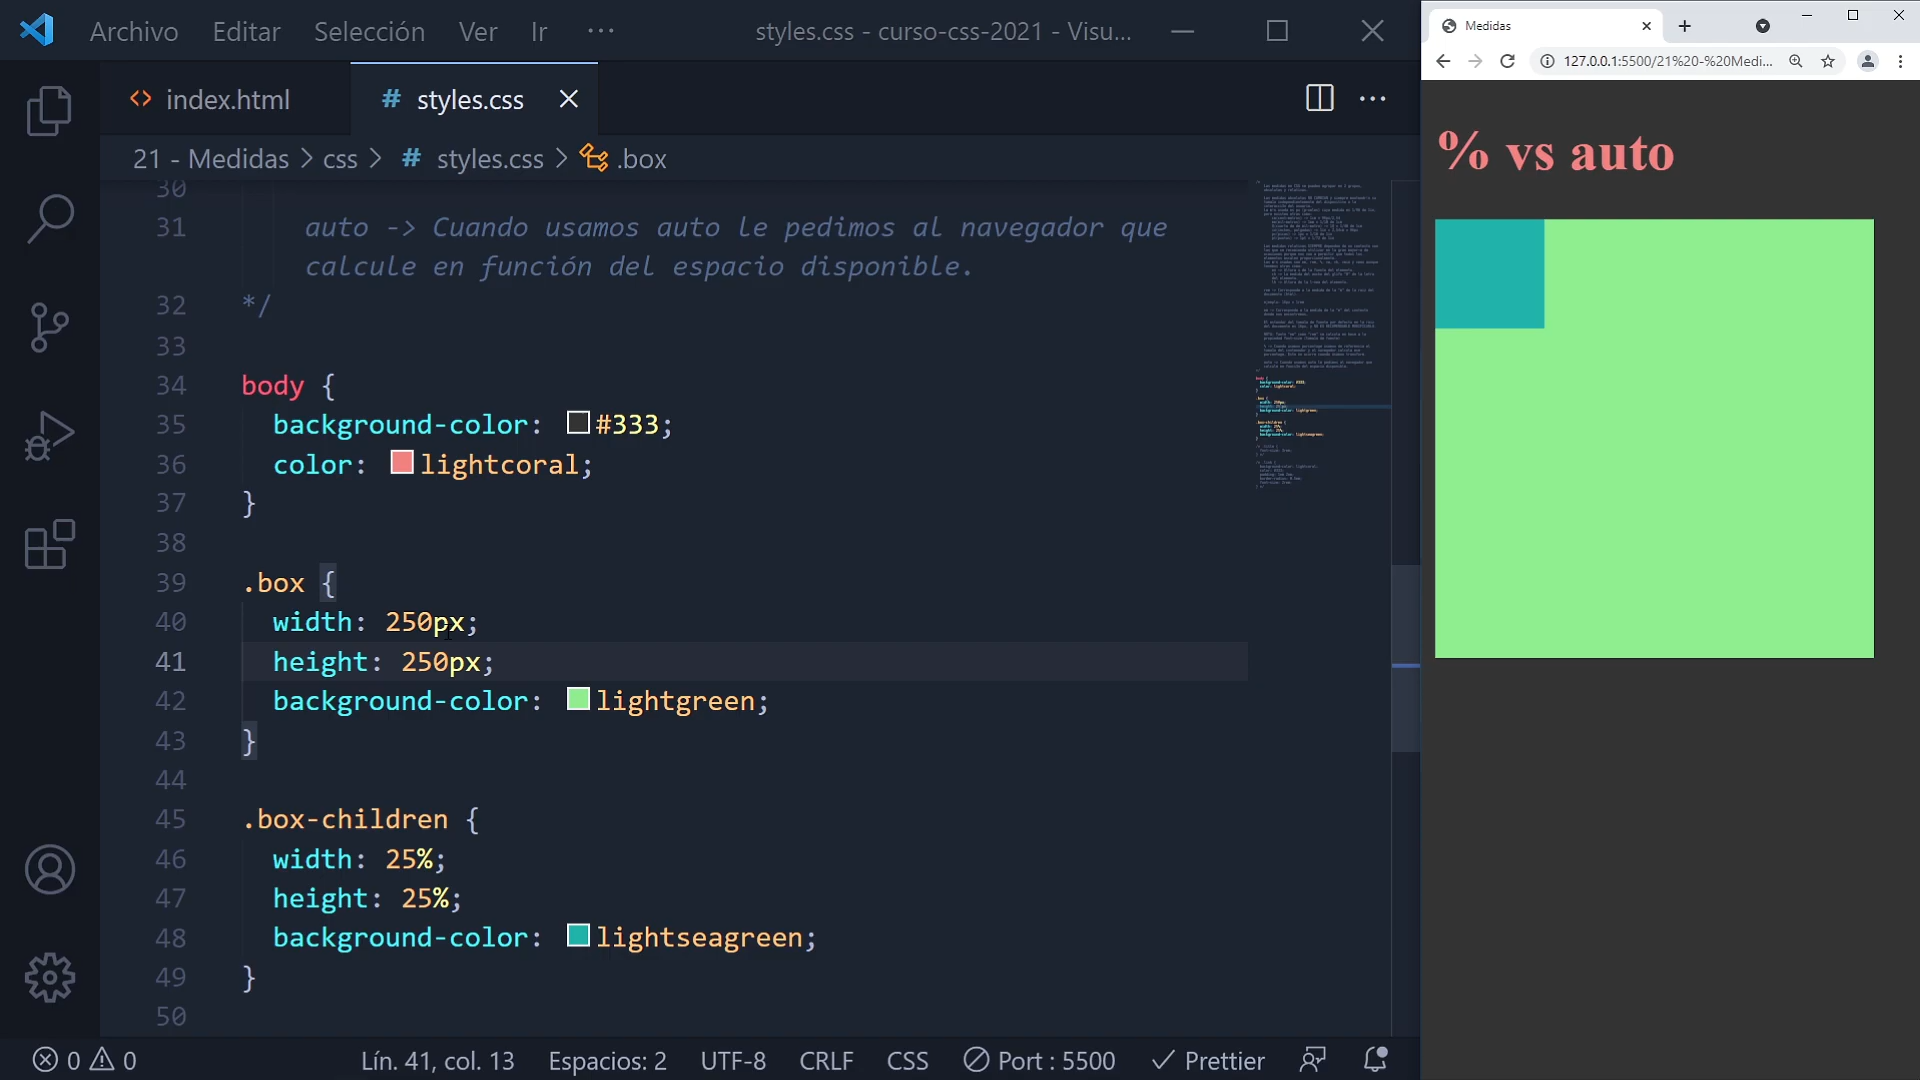 Archivo Editar Selección Ver Ir ··· styles.css - curso-css-2021 - Visu...
index.html styles.css
21 - Medidas > css > # styles.css > .box
30
31 auto -> Cuando usamos auto le pedimos al navegador que
calcule en función del espacio disponible.
32 */
33
34 body {
35 background-color: #333;
36 color: lightcoral;
37 }
38
39 .box {
40 width: 250px;
41 height: 250px;
42 background-color: lightgreen;
43 }
44
45 .box-children {
46 width: 25%;
47 height: 25%;
48 background-color: lightseagreen;
49 }
50
0 0 Lín. 41, col. 13 Espacios: 2 UTF-8 CRLF CSS Port : 5500 Prettier
Medidas
127.0.0.1:5500/21%20-%20Medi...
% vs auto